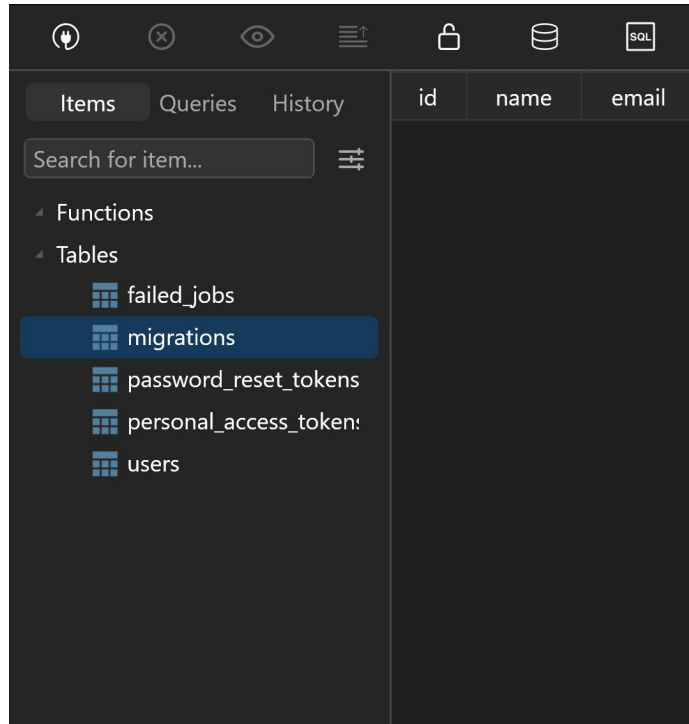 SQL
Items Queries History
id name email
Search for item...
Functions
Tables
failed_jobs
migrations
password_reset_tokens
personal_access_token:
users